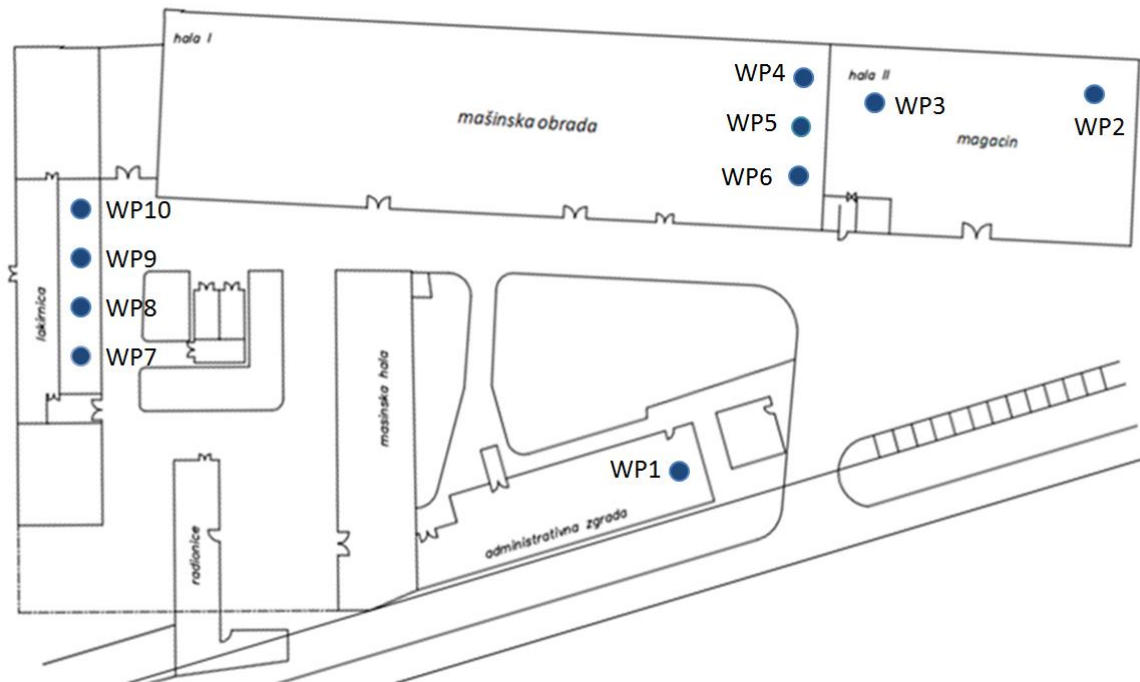 hala I
WP4
hala II
WP3
WP2
mašinska obrada
WP5
magacin
WP6
WP10
WP9
lakirnica
WP8
WP7
masinska hala
WP1
administrativna zgrada
radionice